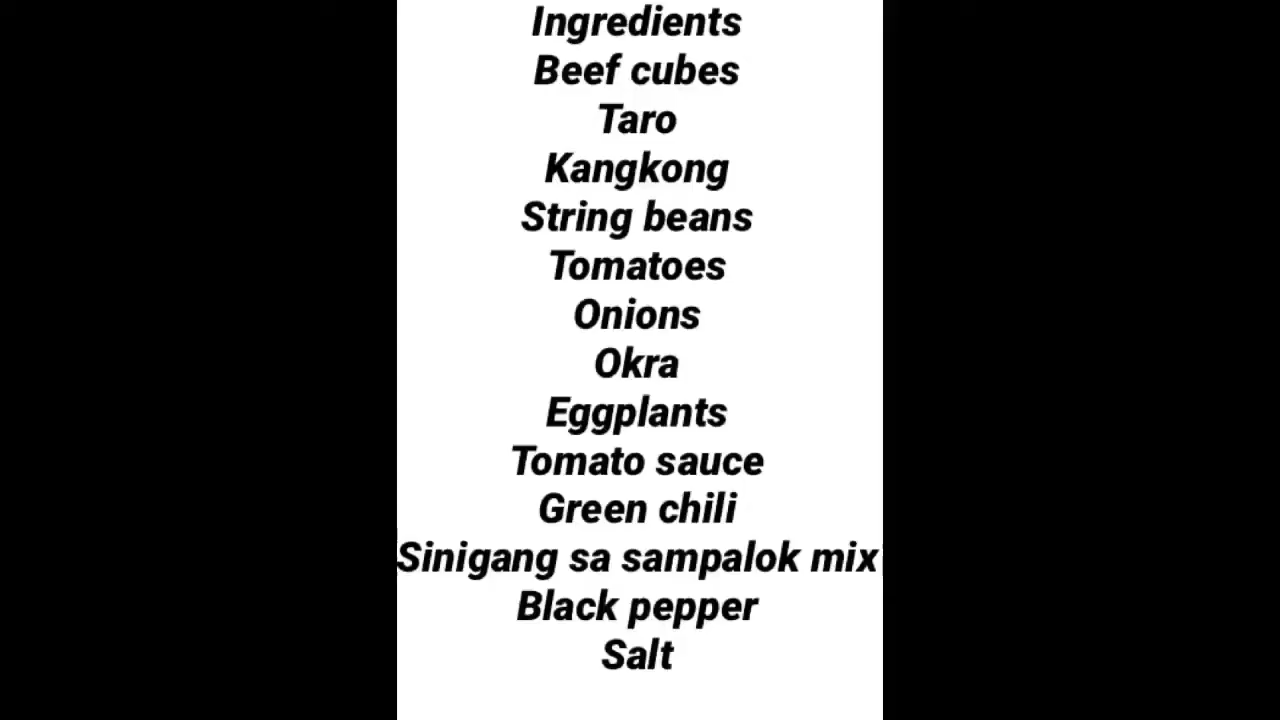 Ingredients
Beef cubes
Taro
Kangkong
String beans
Tomatoes
Onions
Okra
Eggplants
Tomato sauce
Green chili
Sinigang sa sampalok mix
Black pepper
Salt